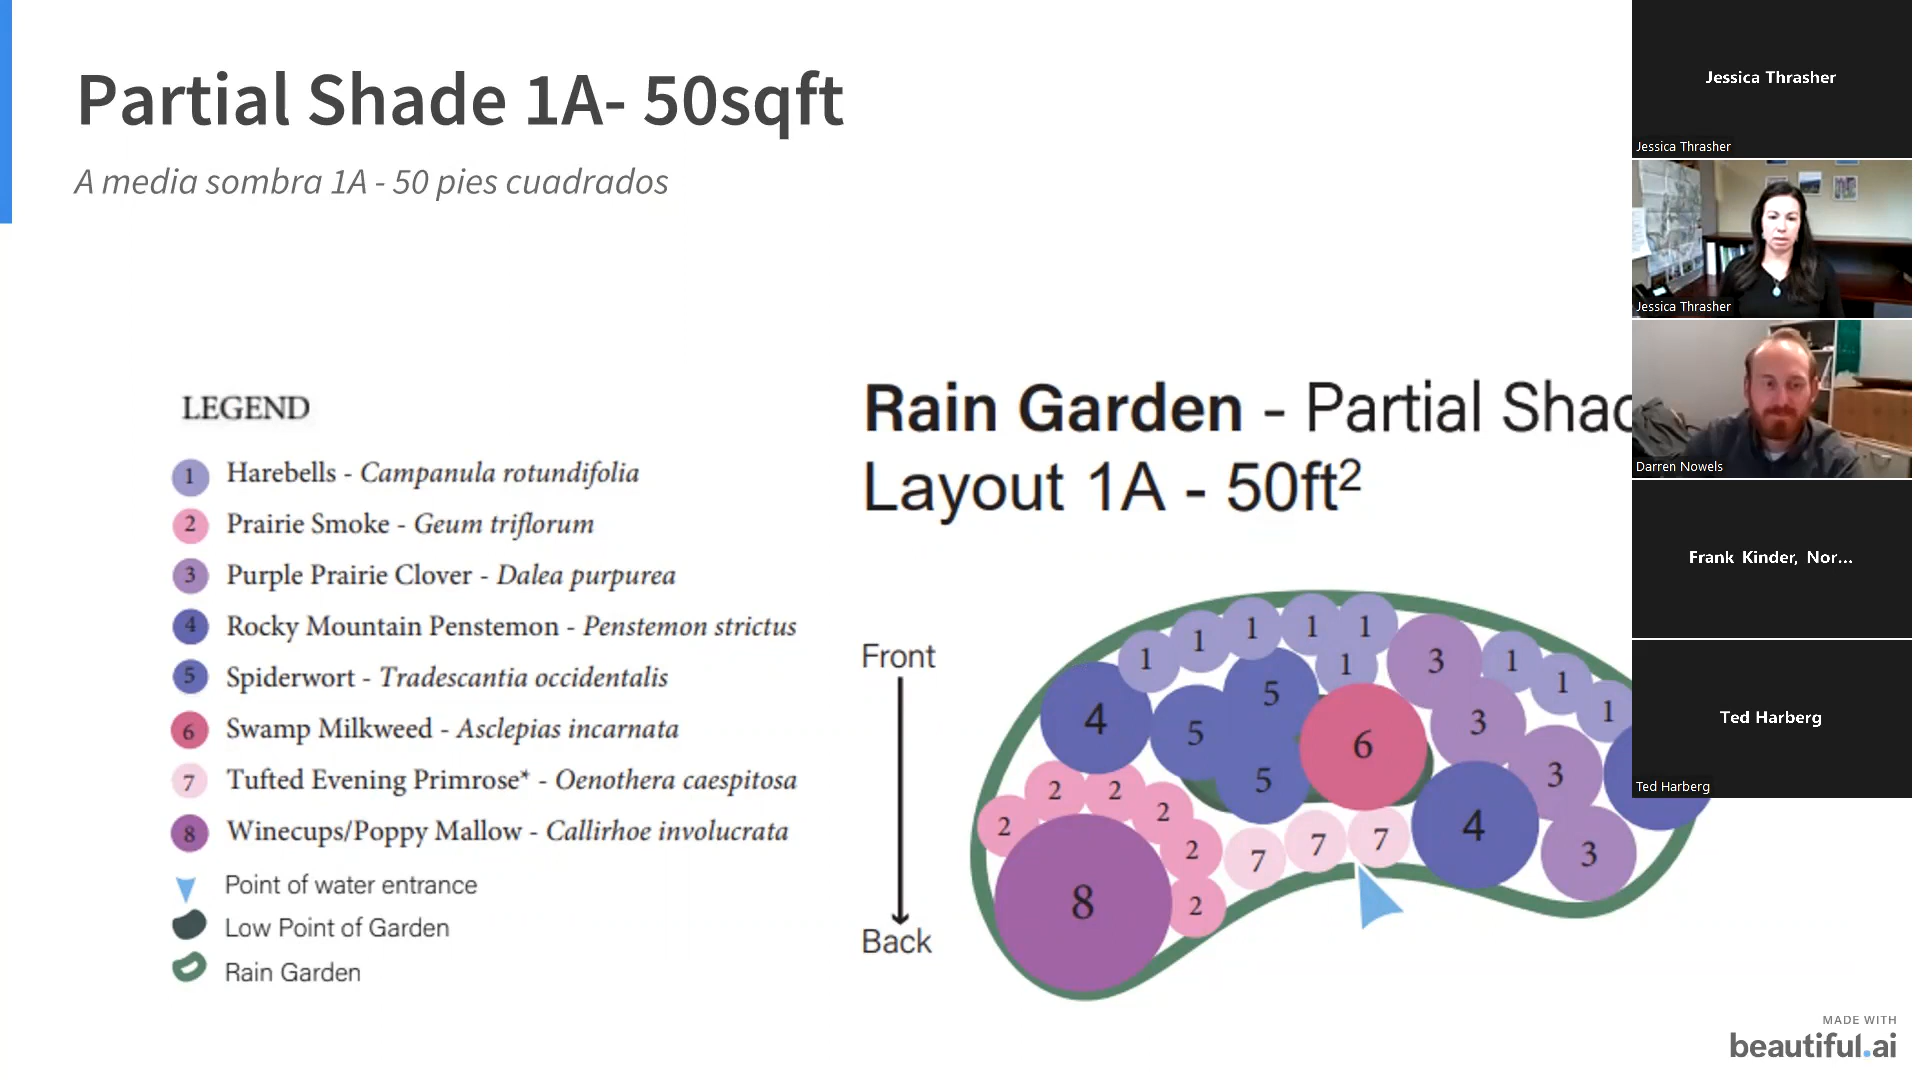 Partial Shade 1A- 50sqft
A media sombra 1A - 50 pies cuadrados
LEGEND
1 Harebells - Campanula rotundifolia
2 Prairie Smoke - Geum triflorum
3 Purple Prairie Clover - Dalea purpurea
4 Rocky Mountain Penstemon - Penstemon strictus
5 Spiderwort - Tradescantia occidentalis
6 Swamp Milkweed - Asclepias incarnata
7 Tufted Evening Primrose* - Oenothera caespitosa
8 Winecups/Poppy Mallow - Callirhoe involucrata
Point of water entrance
Low Point of Garden
Rain Garden
Rain Garden - Partial Shad
Layout 1A - 50ft²
Front
Back
1 1 1 1 1
1 3 1 1 1
4 5 5 6 3
5 3
2 2 2 2 4
2 7 7 7 3
8 2
Jessica Thrasher
Jessica Thrasher
Jessica Thrasher
Darren Nowels
Frank Kinder, Nor...
Ted Harberg
Ted Harberg
MADE WITH
beautiful.ai